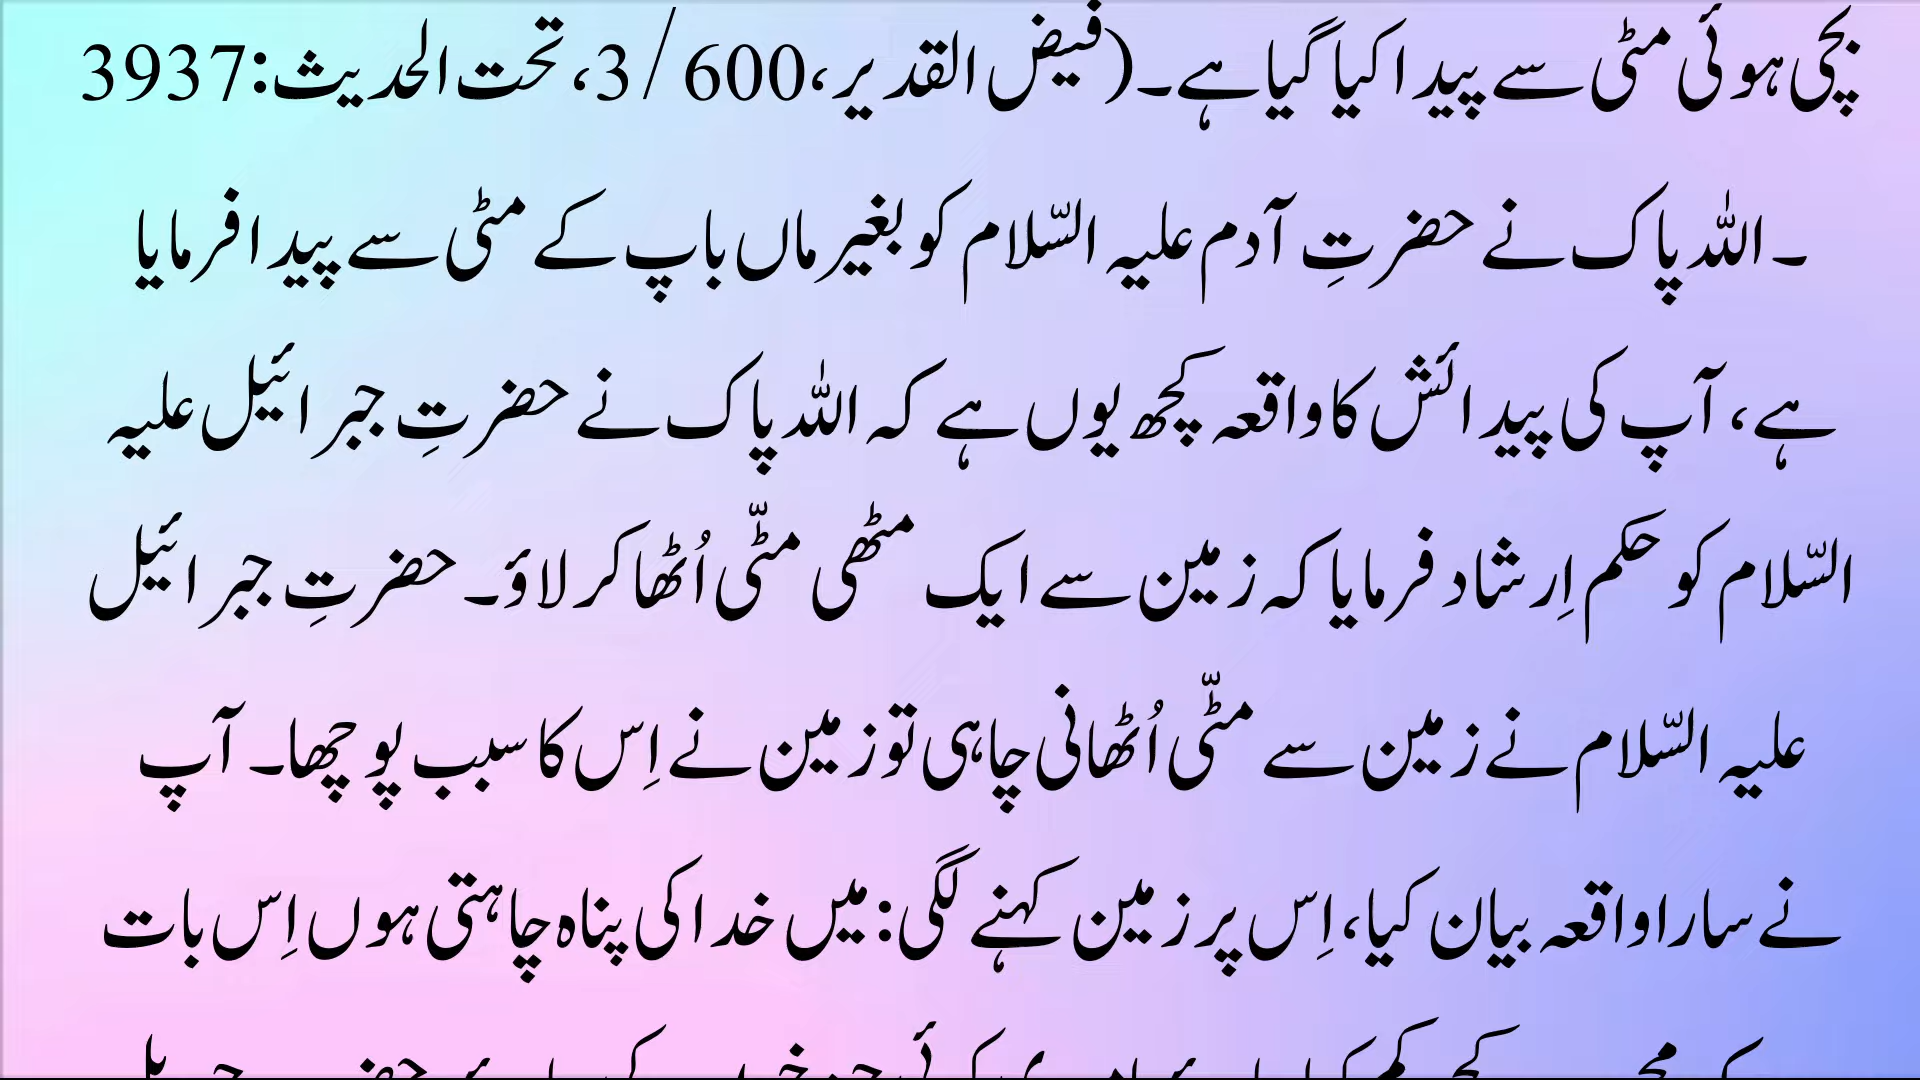 بچی ہوئی مٹی سے پیدا کیا گیا ہے۔(فیض القدیر، 3/600، تحت الحدیث:3937
۔اللہ پاک نے حضرتِ آدم علیہ السّلام کو بغیر ماں باپ کے مٹی سے پیدا فرمایا
ہے، آپ کی پیدائش کا واقعہ کچھ یوں ہے کہ اللہ پاک نے حضرتِ جبرائیل علیہ
السّلام کو حکم اِرشاد فرمایا کہ زمین سے ایک مٹھی مٹّی اُٹھا کر لاؤ۔ حضرتِ جبرائیل
علیہ السّلام نے زمین سے مٹّی اُٹھانی چاہی تو زمین نے اِس کا سبب پوچھا۔ آپ
نے سارا واقعہ بیان کیا، اِس پر زمین کہنے لگی: میں خدا کی پناہ چاہتی ہوں اِس بات